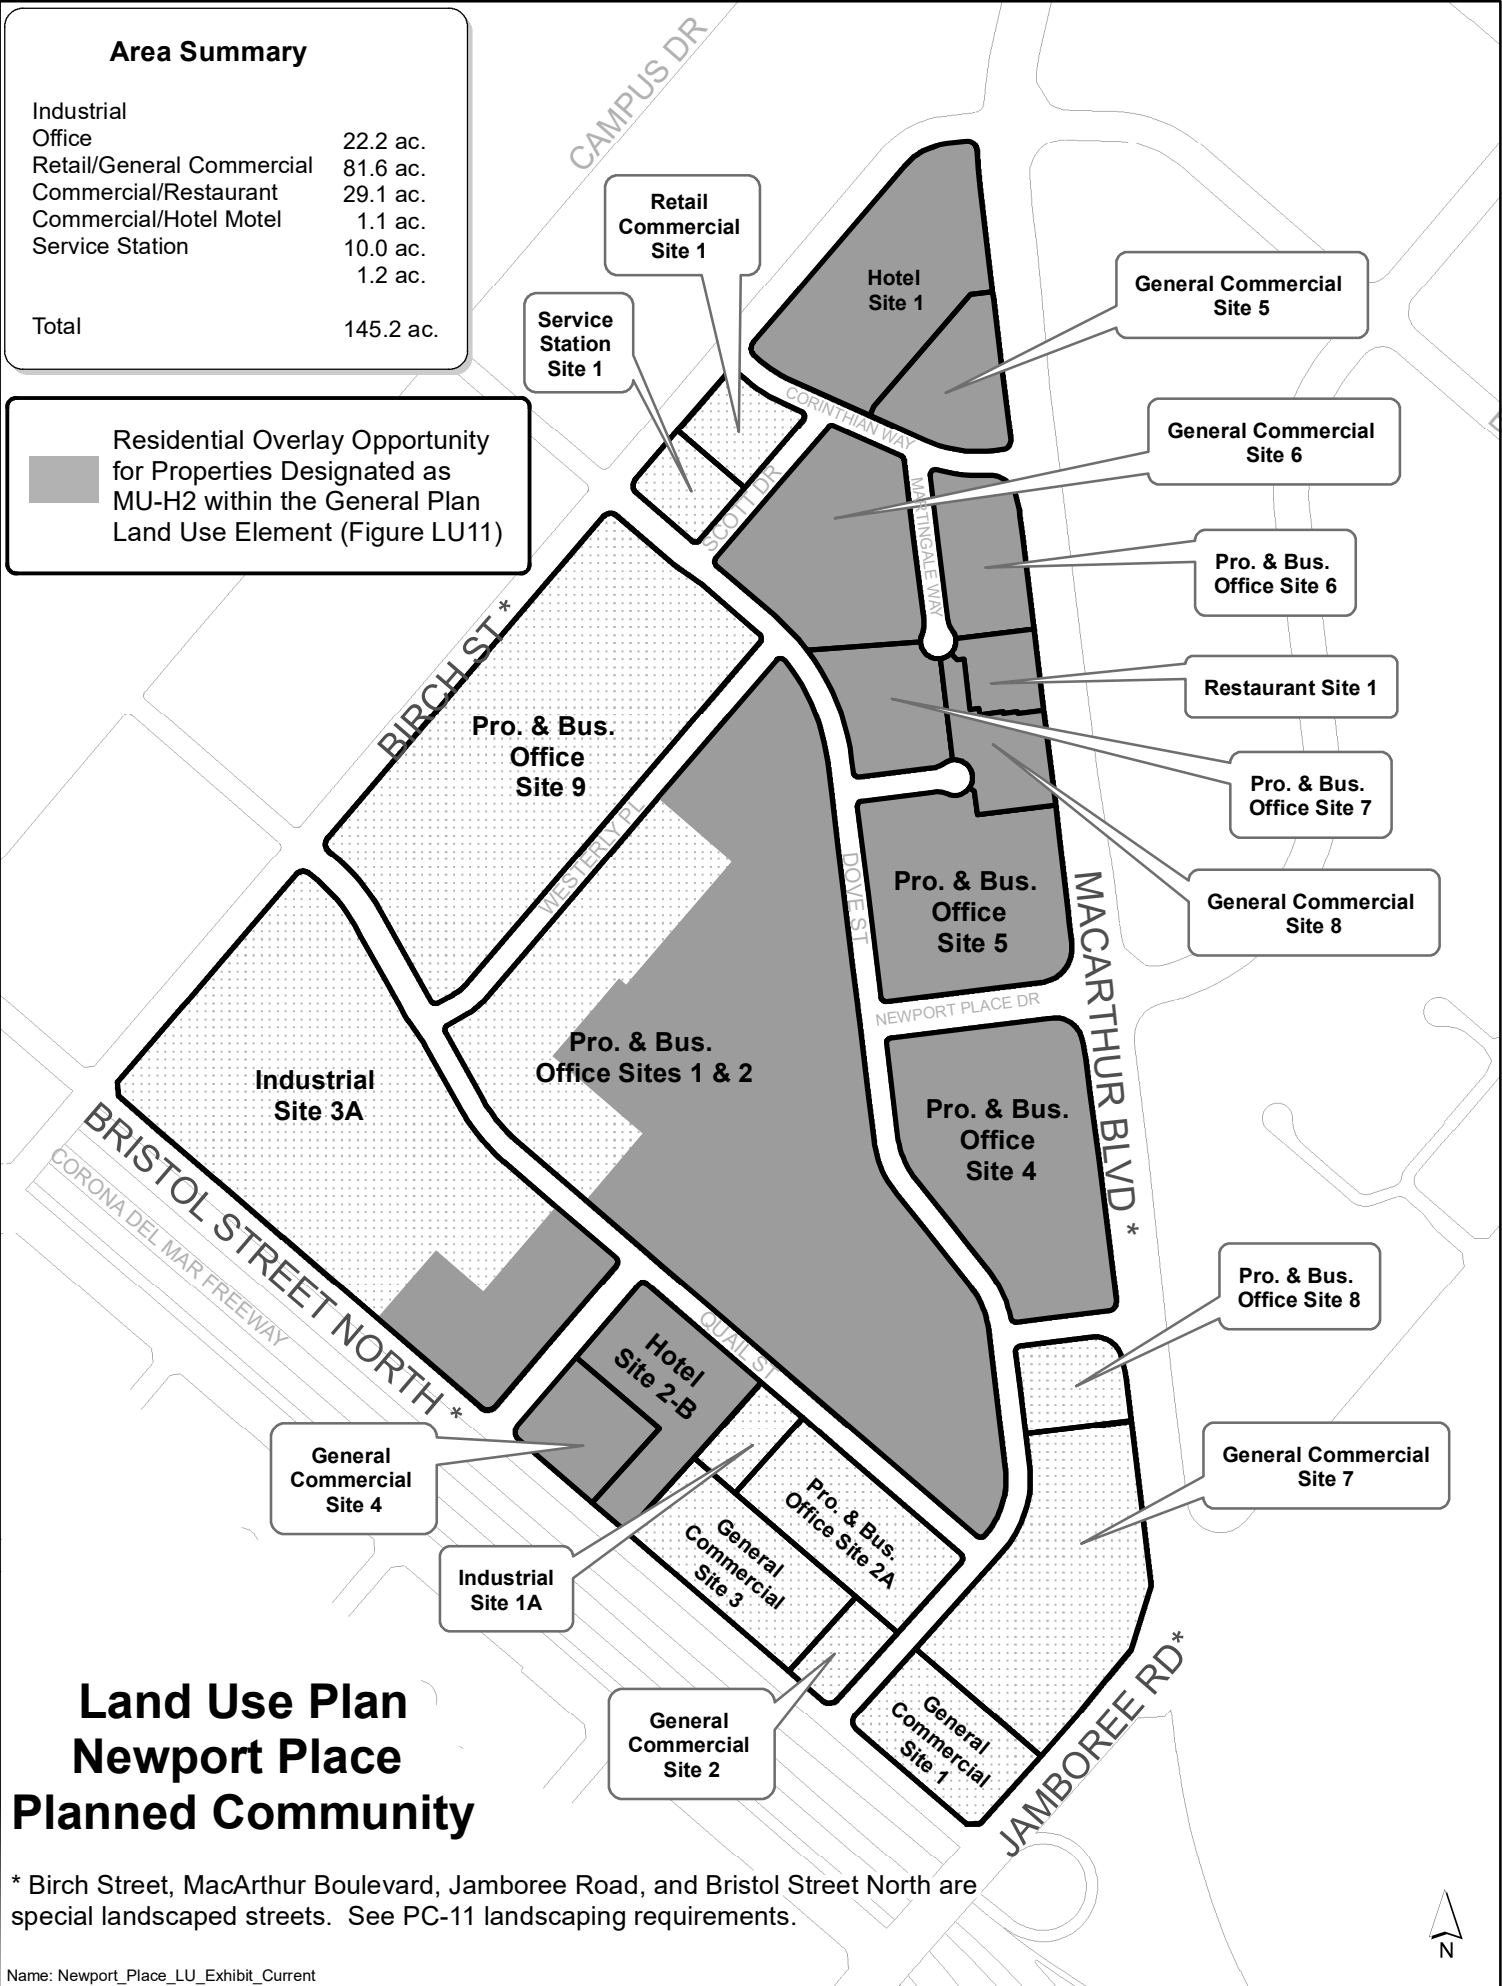 Area Summary
Industrial
Office 22.2 ac.
Retail/General Commercial 81.6 ac.
Commercial/Restaurant 29.1 ac.
Commercial/Hotel Motel 1.1 ac.
Service Station 10.0 ac.
1.2 ac.
Total 145.2 ac.
Residential Overlay Opportunity
for Properties Designated as
MU-H2 within the General Plan
Land Use Element (Figure LU11)
CAMPUS DR
Retail
Commercial
Site 1
Service
Station
Site 1
Hotel
Site 1
General Commercial
Site 5
CORINTHIAN WAY
General Commercial
Site 6
SCOTT DR
MARTINGALE WAY
Pro. & Bus.
Office Site 6
BIRCH ST *
Restaurant Site 1
Pro. & Bus.
Office
Site 9
Pro. & Bus.
Office Site 7
WESTERLY PL
DOVE ST
Pro. & Bus.
Office
Site 5
General Commercial
Site 8
MACARTHUR BLVD *
NEWPORT PLACE DR
Pro. & Bus.
Office Sites 1 & 2
Industrial
Site 3A
Pro. & Bus.
Office
Site 4
BRISTOL STREET NORTH *
CORONA DEL MAR FREEWAY
Pro. & Bus.
Office Site 8
QUAIL ST
Hotel
Site 2-B
General
Commercial
Site 4
General Commercial
Site 7
Pro. & Bus.
Office Site 2A
General
Commercial
Site 3
Industrial
Site 1A
General
Commercial
Site 2
General
Commercial
Site 1
JAMBOREE RD*
Land Use Plan
Newport Place
Planned Community
* Birch Street, MacArthur Boulevard, Jamboree Road, and Bristol Street North are
special landscaped streets. See PC-11 landscaping requirements.
N
Name: Newport_Place_LU_Exhibit_Current